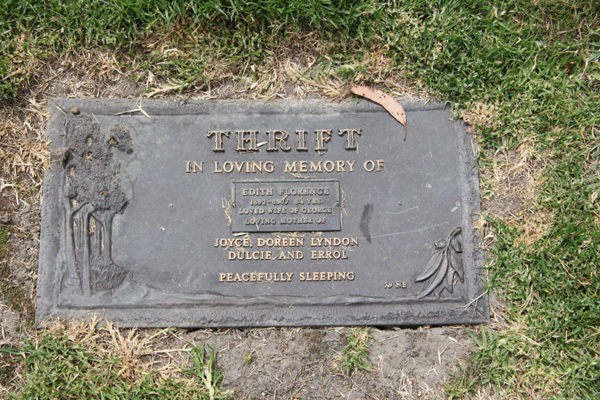 THRIFT
IN LOVING MEMORY OF
EDITH FLORENCE
LOVED WIFE OF GEORGE
LOVING MOTHER OF
JOYCE, DOREEN LYNDON
DULCIE, AND ERROL
PEACEFULLY SLEEPING